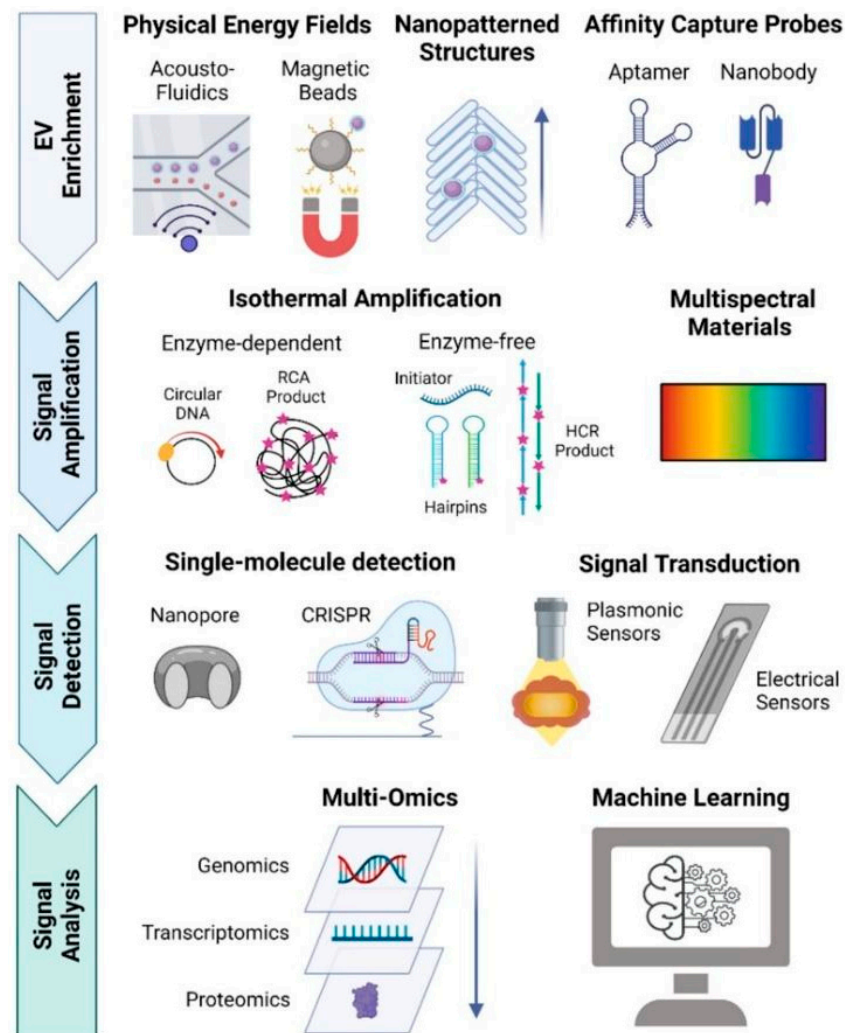 EV
Enrichment
Physical Energy Fields
Acousto-
Fluidics
Magnetic
Beads
Nanopatterned
Structures
Affinity Capture Probes
Aptamer
Nanobody
Signal
Amplification
Isothermal Amplification
Enzyme-dependent
Circular
DNA
RCA
Product
Enzyme-free
Initiator
Hairpins
HCR
Product
Multispectral
Materials
Signal
Detection
Single-molecule detection
Nanopore
CRISPR
Signal Transduction
Plasmonic
Sensors
Electrical
Sensors
Signal
Analysis
Multi-Omics
Genomics
Transcriptomics
Proteomics
Machine Learning